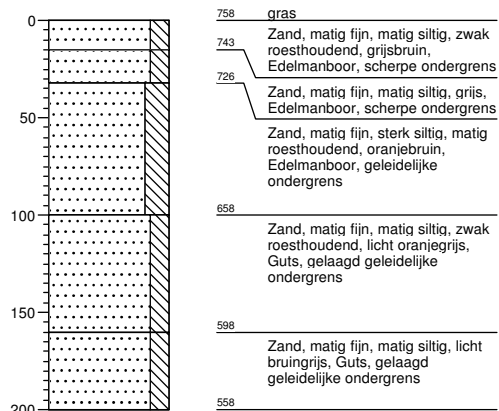 0
758 gras
Zand, matig fijn, matig siltig, zwak
743 roesthoudend, grijsbruin,
Edelmanboor, scherpe ondergrens
726
Zand, matig fijn, matig siltig, grijs,
Edelmanboor, scherpe ondergrens
50
Zand, matig fijn, sterk siltig, matig
roesthoudend, oranjebruin,
Edelmanboor, geleidelijke
ondergrens
100
658
Zand, matig fijn, matig siltig, zwak
roesthoudend, licht oranjegrijs,
Guts, gelaagd geleidelijke
ondergrens
150
598
Zand, matig fijn, matig siltig, licht
bruingrijs, Guts, gelaagd
geleidelijke ondergrens
200
558